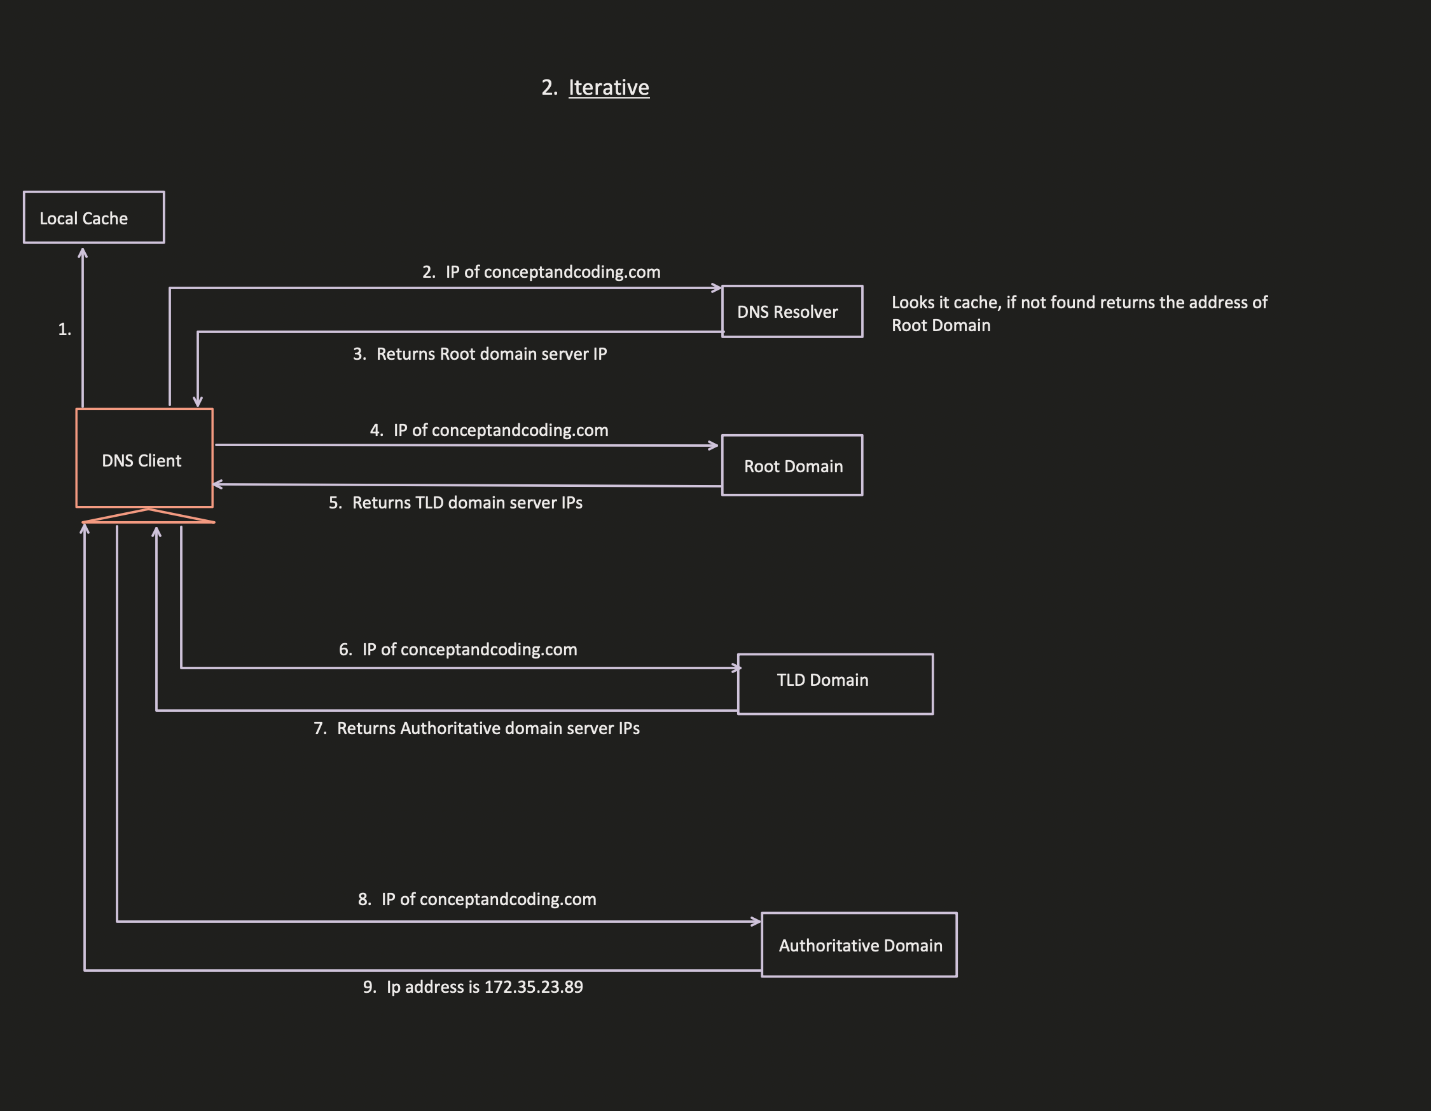 2. Iterative
Local Cache
2. IP of conceptandcoding.com
DNS Resolver
Looks it cache, if not found returns the address of
Root Domain
1.
3. Returns Root domain server IP
4. IP of conceptandcoding.com
DNS Client
Root Domain
5. Returns TLD domain server IPs
6. IP of conceptandcoding.com
TLD Domain
7. Returns Authoritative domain server IPs
8. IP of conceptandcoding.com
Authoritative Domain
9. Ip address is 172.35.23.89